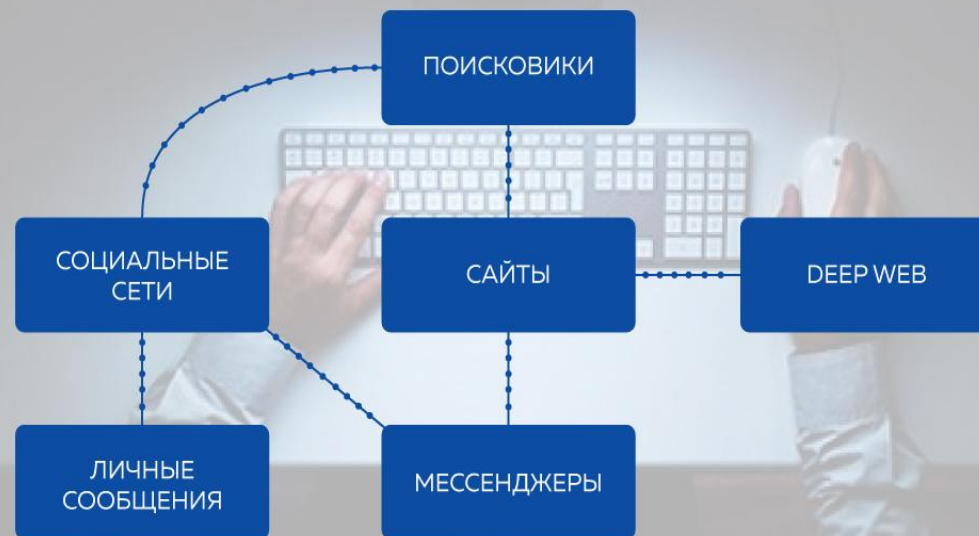 ПОИСКОВИКИ
СОЦИАЛЬНЫЕ
СЕТИ
САЙТЫ
DEEP WEB
ЛИЧНЫЕ
СООБЩЕНИЯ
МЕССЕНДЖЕРЫ